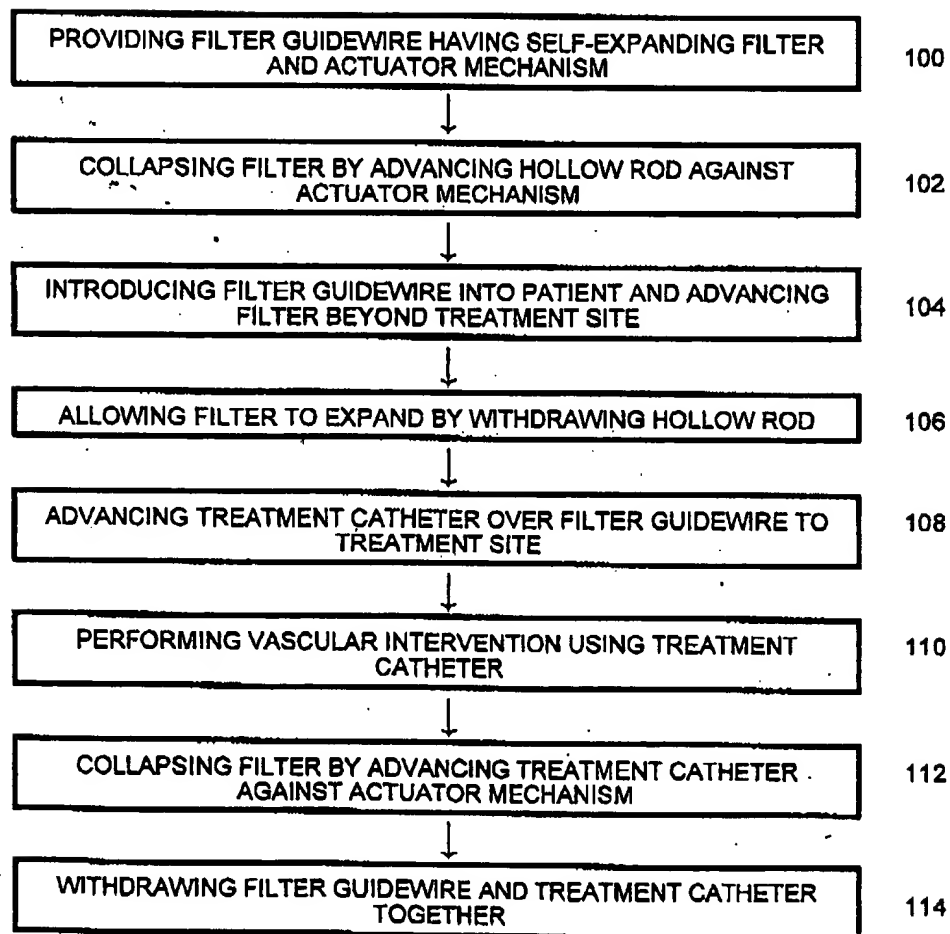 PROVIDING FILTER GUIDEWIRE HAVING SELF-EXPANDING FILTER
AND ACTUATOR MECHANISM
100
COLLAPSING FILTER BY ADVANCING HOLLOW ROD AGAINST
ACTUATOR MECHANISM
102
INTRODUCING FILTER GUIDEWIRE INTO PATIENT AND ADVANCING
FILTER BEYOND TREATMENT SITE
104
ALLOWING FILTER TO EXPAND BY WITHDRAWING HOLLOW ROD
106
ADVANCING TREATMENT CATHETER OVER FILTER GUIDEWIRE TO
TREATMENT SITE
108
PERFORMING VASCULAR INTERVENTION USING TREATMENT
CATHETER
110
COLLAPSING FILTER BY ADVANCING TREATMENT CATHETER
AGAINST ACTUATOR MECHANISM
112
WITHDRAWING FILTER GUIDEWIRE AND TREATMENT CATHETER
TOGETHER
114